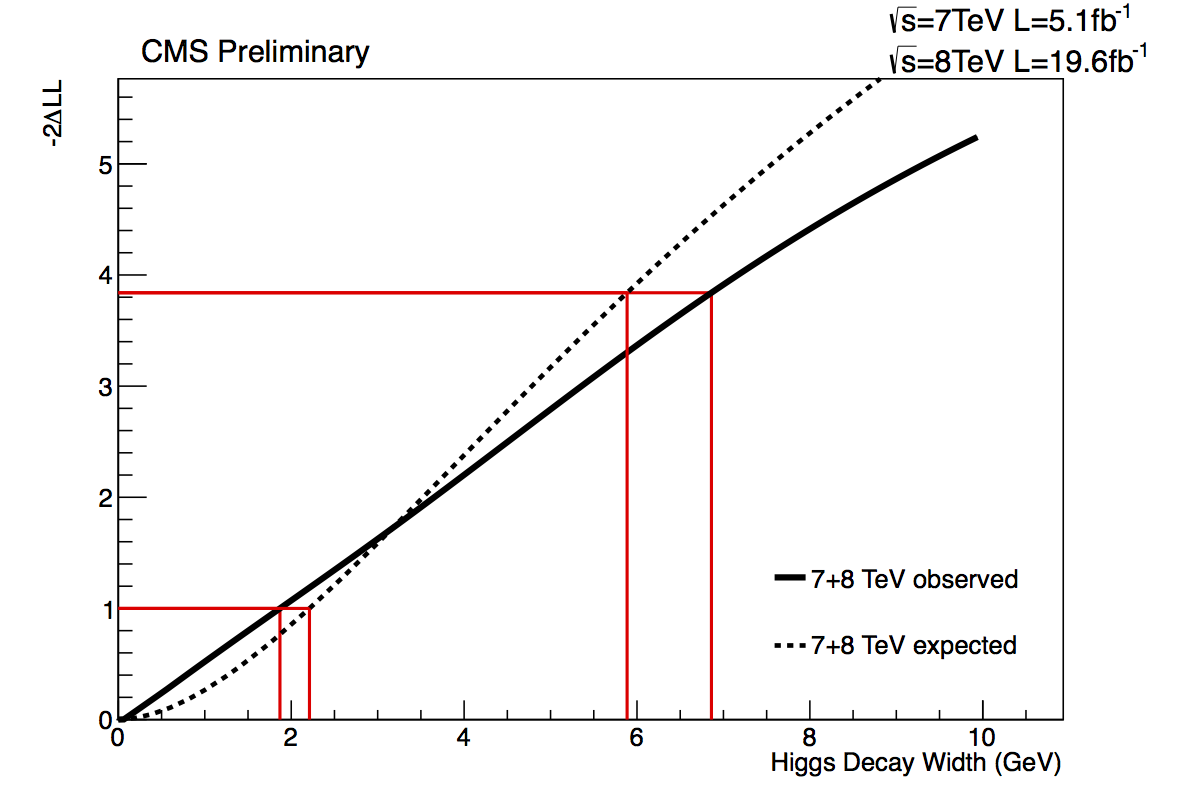 √s=7TeV L=5.1fb-1
CMS Preliminary
√s=8TeV L=19.6fb-1
-2ΔLL
5
4
3
2
1
0
7+8 TeV observed
7+8 TeV expected
0 2 4 6 8 10
Higgs Decay Width (GeV)